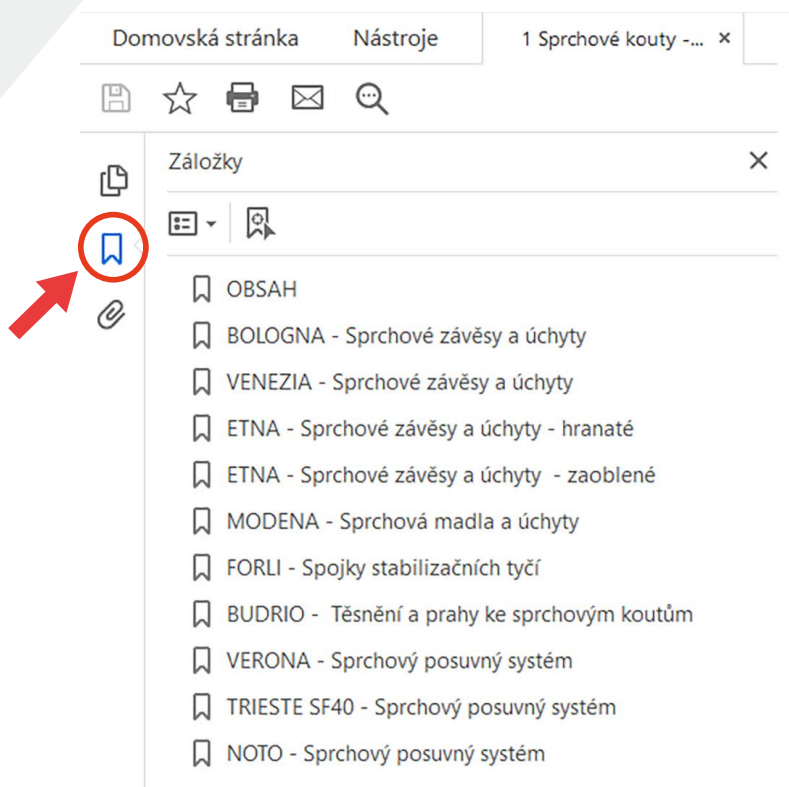 Domovská stránka Nástroje 1 Sprchové kouty -... ×
Záložky
OBSAH
BOLOGNA - Sprchové závěsy a úchyty
VENEZIA - Sprchové závěsy a úchyty
ETNA - Sprchové závěsy a úchyty - hranaté
ETNA - Sprchové závěsy a úchyty - zaoblené
MODENA - Sprchová madla a úchyty
FORLI - Spojky stabilizačních tyčí
BUDRIO - Těsnění a prahy ke sprchovým koutům
VERONA - Sprchový posuvný systém
TRIESTE SF40 - Sprchový posuvný systém
NOTO - Sprchový posuvný systém